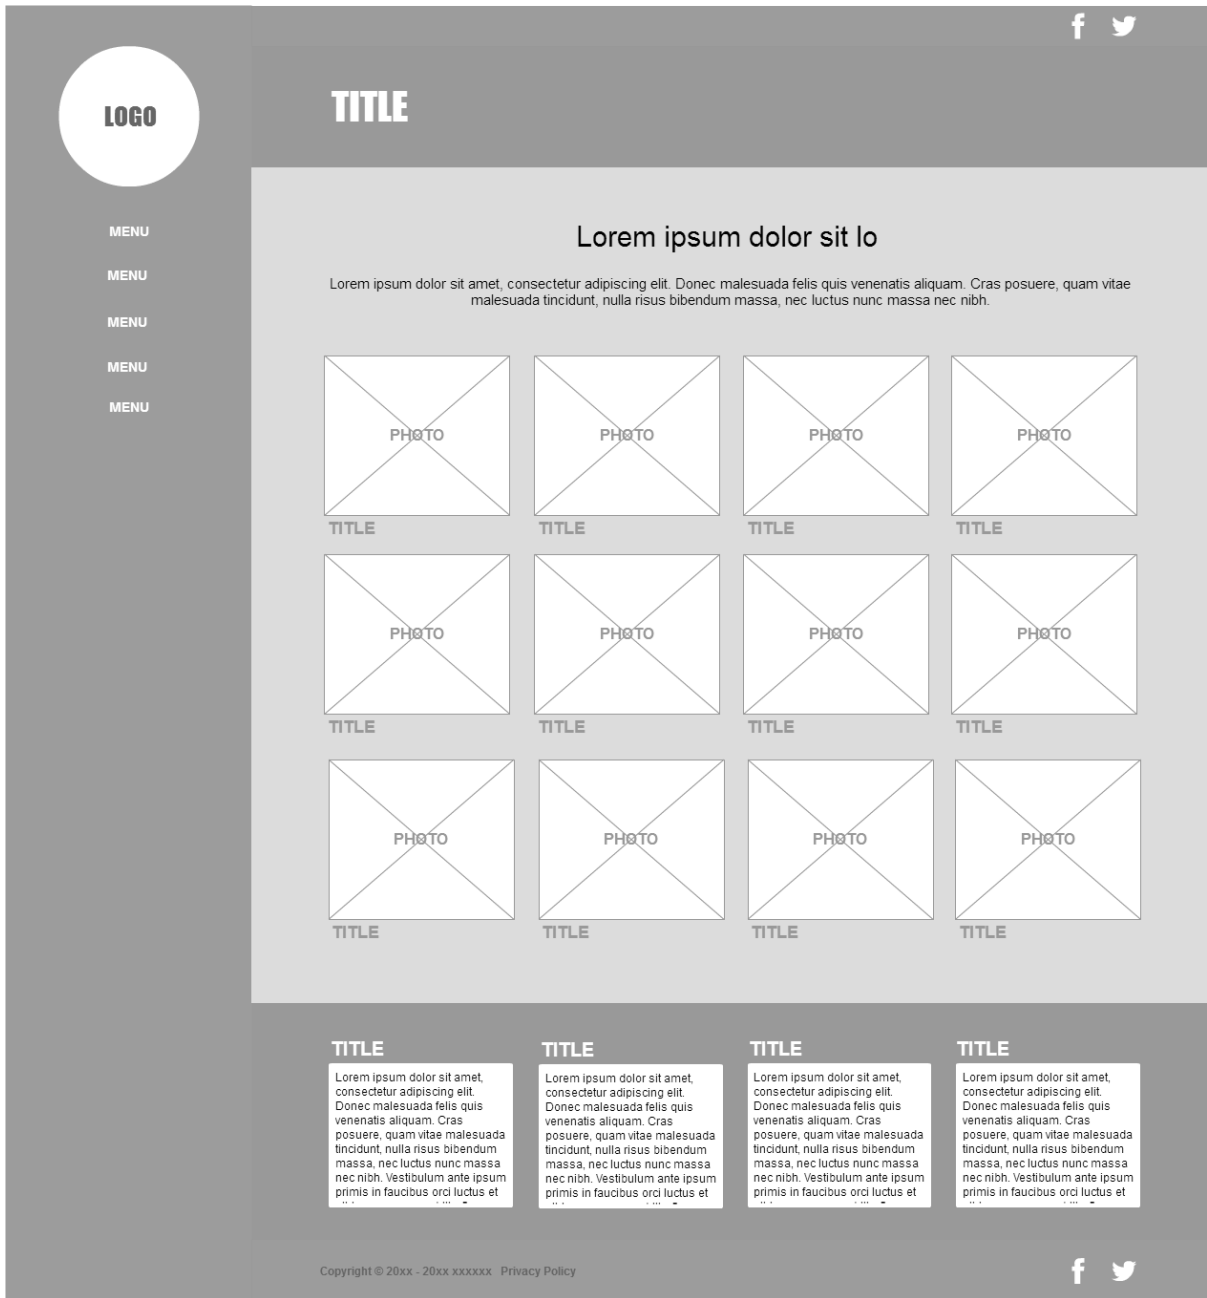 LOGO
MENU
MENU
MENU
MENU
MENU
TITLE
Lorem ipsum dolor sit lo
Lorem ipsum dolor sit amet, consectetur adipiscing elit. Donec malesuada felis quis venenatis aliquam. Cras posuere, quam vitae
malesuada tincidunt, nulla risus bibendum massa, nec luctus nunc massa nec nibh.
PHOTO PHOTO PHOTO PHOTO
TITLE TITLE TITLE TITLE
PHOTO PHOTO PHOTO PHOTO
TITLE TITLE TITLE TITLE
PHOTO PHOTO PHOTO PHOTO
TITLE TITLE TITLE TITLE
TITLE
Lorem ipsum dolor sit amet,
consectetur adipiscing elit.
Donec malesuada felis quis
venenatis aliquam. Cras
posuere, quam vitae malesuada
tincidunt, nulla risus bibendum
massa, nec luctus nunc massa
nec nibh. Vestibulum ante ipsum
primis in faucibus orci luctus et
TITLE
Lorem ipsum dolor sit amet,
consectetur adipiscing elit.
Donec malesuada felis quis
venenatis aliquam. Cras
posuere, quam vitae malesuada
tincidunt, nulla risus bibendum
massa, nec luctus nunc massa
nec nibh. Vestibulum ante ipsum
primis in faucibus orci luctus et
TITLE
Lorem ipsum dolor sit amet,
consectetur adipiscing elit.
Donec malesuada felis quis
venenatis aliquam. Cras
posuere, quam vitae malesuada
tincidunt, nulla risus bibendum
massa, nec luctus nunc massa
nec nibh. Vestibulum ante ipsum
primis in faucibus orci luctus et
TITLE
Lorem ipsum dolor sit amet,
consectetur adipiscing elit.
Donec malesuada felis quis
venenatis aliquam. Cras
posuere, quam vitae malesuada
tincidunt, nulla risus bibendum
massa, nec luctus nunc massa
nec nibh. Vestibulum ante ipsum
primis in faucibus orci luctus et
Copyright © 20xx - 20xx xxxxxx Privacy Policy